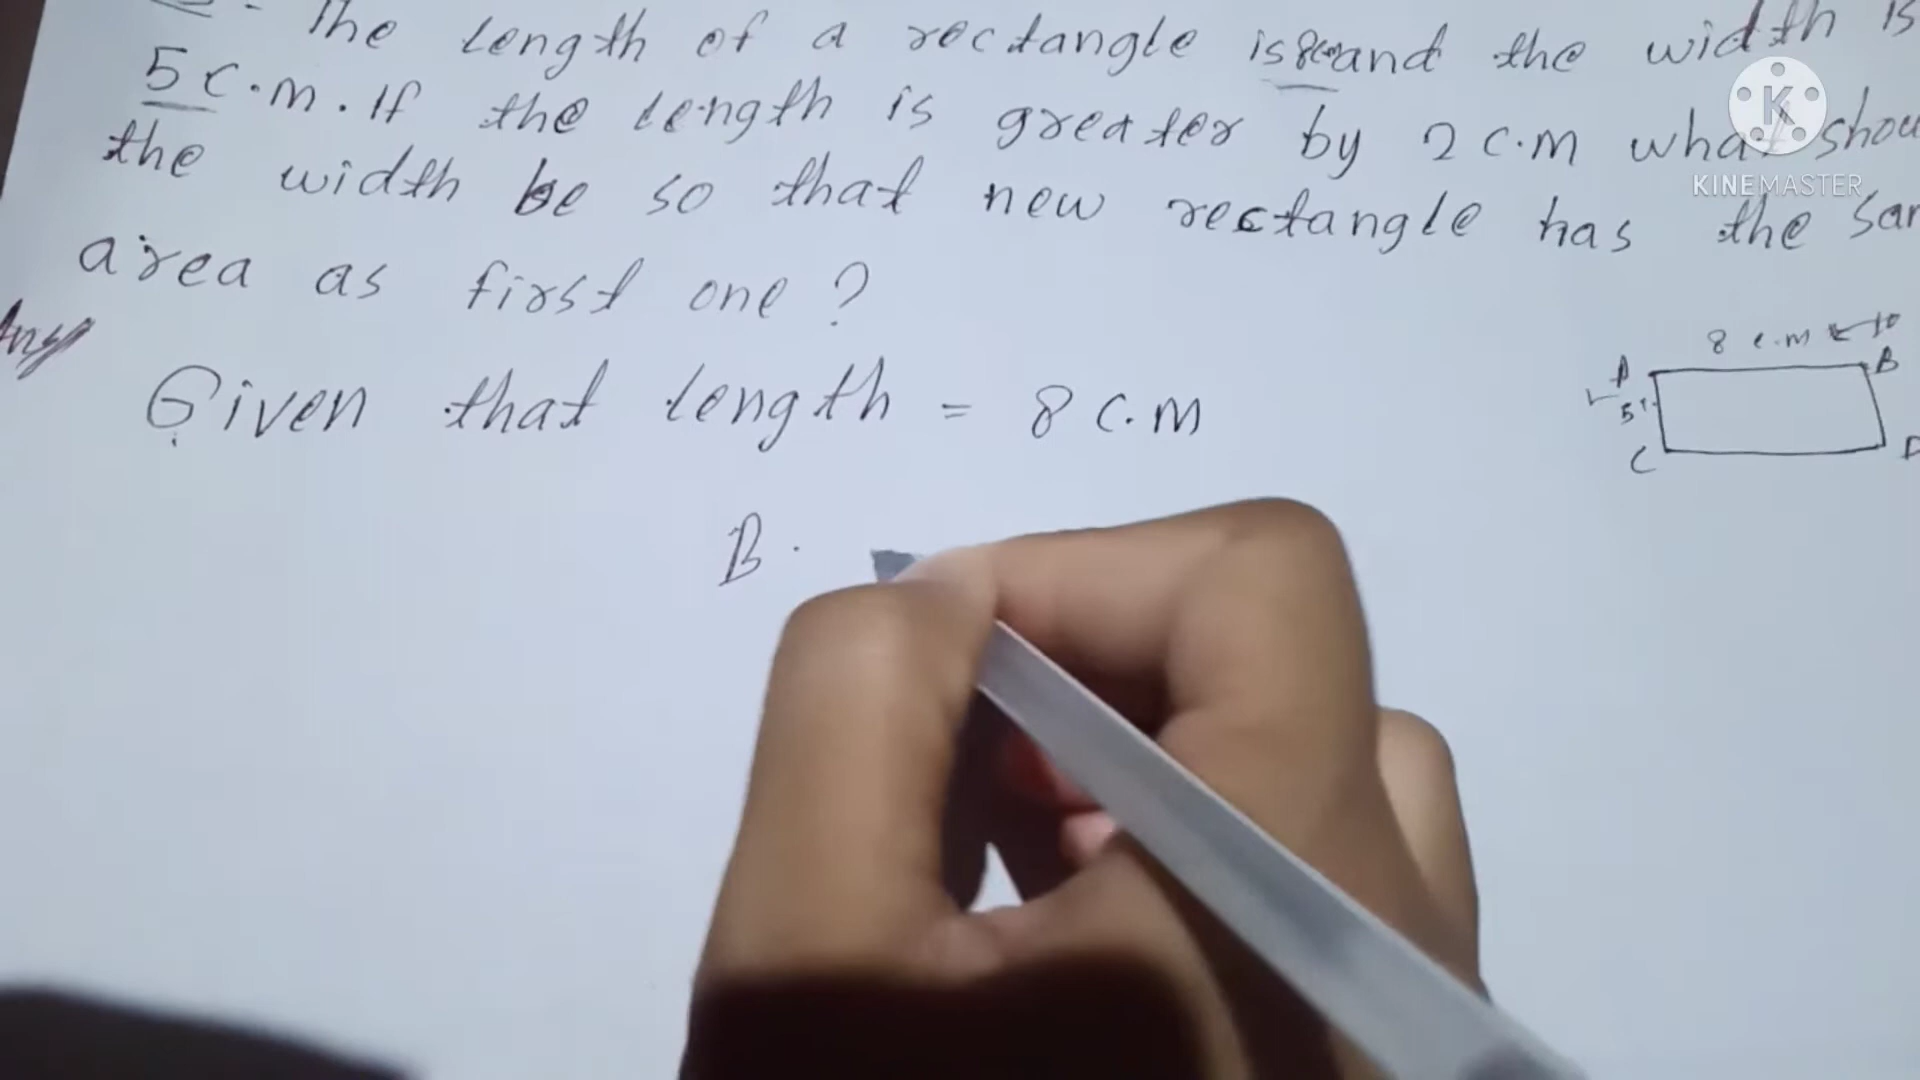 The length of a rectangle is 8cm and the width is
5 C.m. If the length is greater by 2 C.m what shou
the width be so that new rectangle has the Sam
area as first one?
Ans
Given that length = 8 C.m
B.
8 c.m 10
A B
5
C D
KINEMASTER